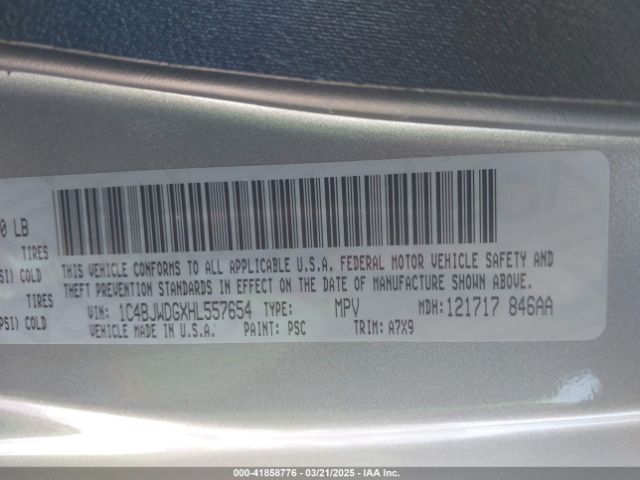 0 LB
TIRES
SI) COLD
TIRES
PSI) COLD
THIS VEHICLE CONFORMS TO ALL APPLICABLE U.S.A. FEDERAL MOTOR VEHICLE SAFETY AND
THEFT PREVENTION STANDARDS IN EFFECT ON THE DATE OF MANUFACTURE SHOWN ABOVE.
VIN: 1C4BJWDGXHL557654 TYPE: MPV MDH:121717 846AA
VEHICLE MADE IN U.S.A. PAINT: PSC TRIM: A7X9
000-41858776 - 03/21/2025 - IAA Inc.